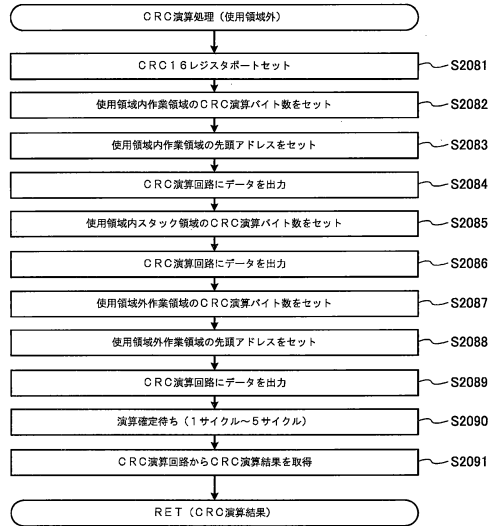 CRC演算処理(使用領域外)
CRC16レジスタポートセット
S2081
使用領域内作業領域のCRC演算バイト数をセット
S2082
使用領域内作業領域の先頭アドレスをセット
S2083
CRC演算回路にデータを出力
S2084
使用領域内スタック領域のCRC演算バイト数をセット
S2085
CRC演算回路にデータを出力
S2086
使用領域外作業領域のCRC演算バイト数をセット
S2087
使用領域外作業領域の先頭アドレスをセット
S2088
CRC演算回路にデータを出力
S2089
演算確定待ち(1サイクル~5サイクル)
S2090
CRC演算回路からCRC演算結果を取得
S2091
RET(CRC演算結果)